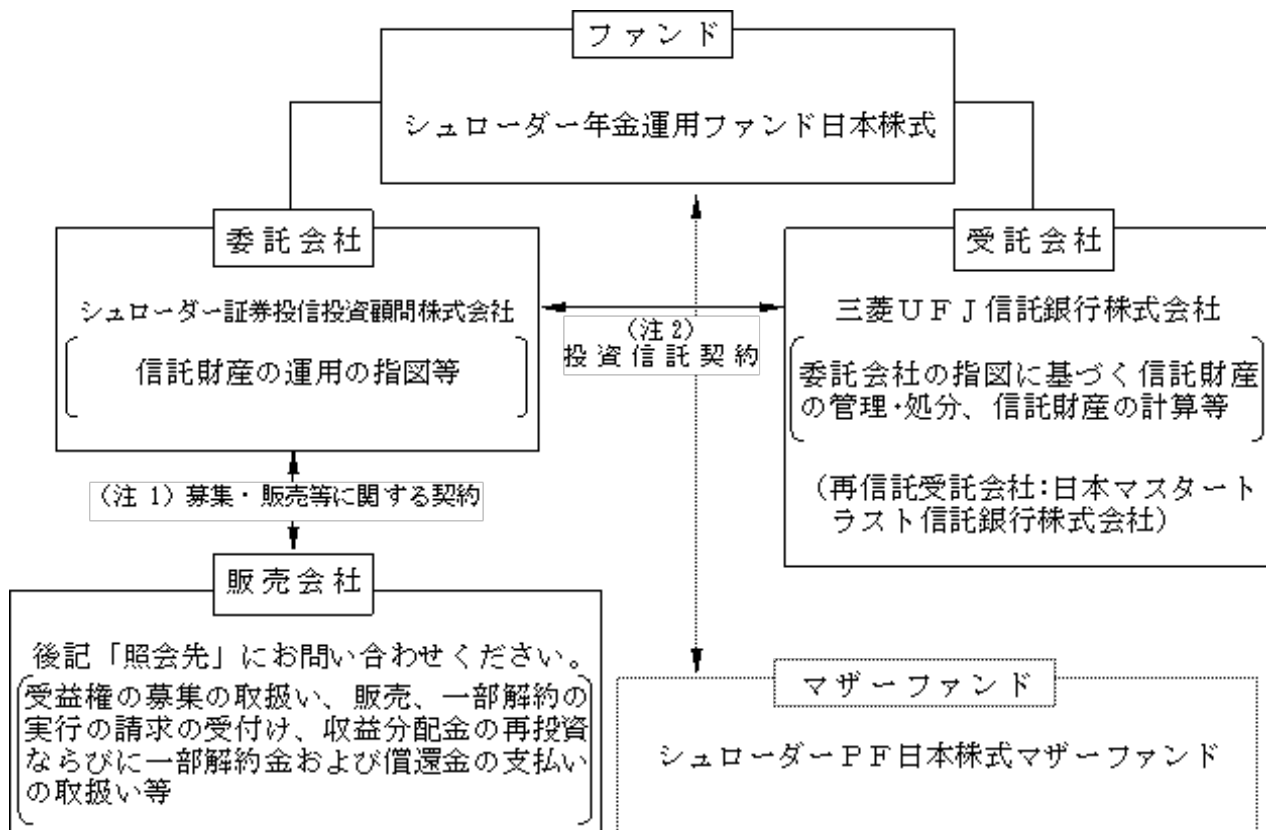 ファンド
シュローダー年金運用ファンド日本株式
委託会社
シュローダー証券投信投資顧問株式会社
信託財産の運用の指図等
(注2)
投資信託契約
受託会社
三菱UFJ信託銀行株式会社
委託会社の指図に基づく信託財産
の管理・処分、信託財産の計算等
(再信託受託会社:日本マスタート
ラスト信託銀行株式会社)
(注 1)募集・販売等に関する契約
販売会社
後記「照会先」にお問い合わせください。
受益権の募集の取扱い、販売、一部解約の
実行の請求の受付け、収益分配金の再投資
ならびに一部解約金および償還金の支払い
の取扱い等
マザーファンド
シュローダーPF日本株式マザーファンド